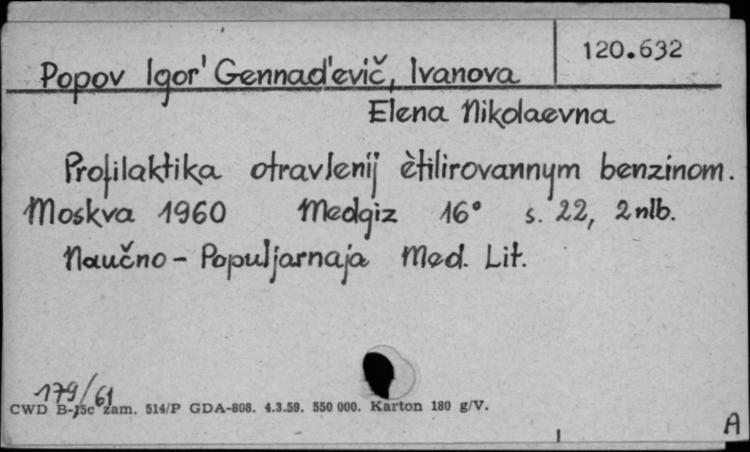 120.632
Popov Igor' Gennad'evič, Ivanova
Elena Nikolaevna
Profilaktika otravlenij ètilirovannym benzinom.
Moskva 1960 Medgiz 16° s. 22, 2 nlb.
Naučno - Populjarnaja Med. Lit.
179/61
CWD B-15c zam. 514/P GDA-808. 4.3.59. 550 000. Karton 180 g/V.
A